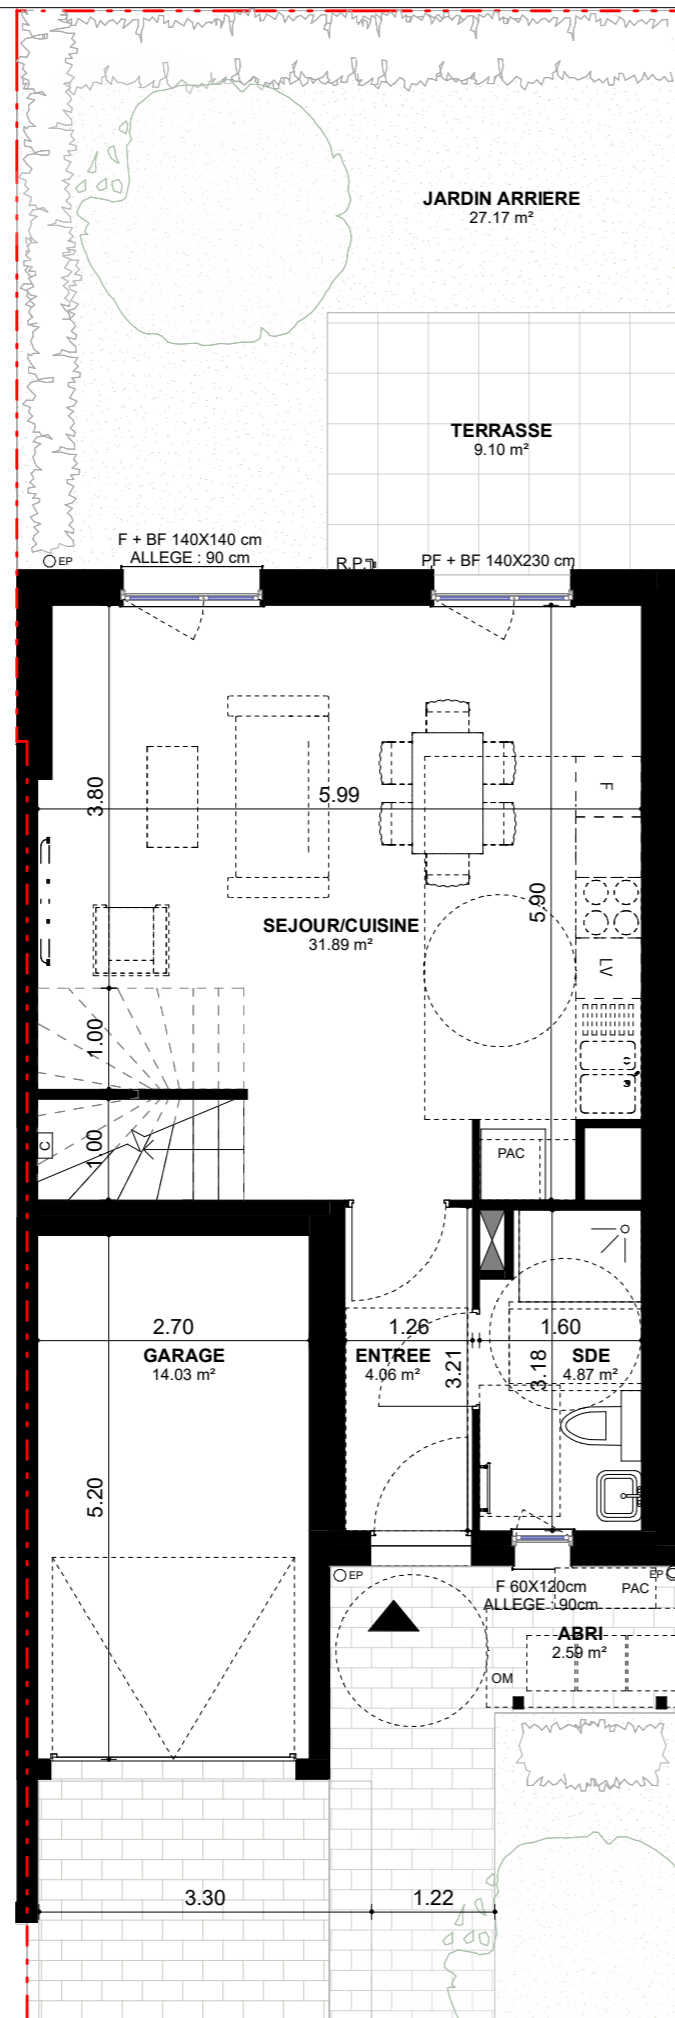 JARDIN ARRIERE
27.17 m²
TERRASSE
9.10 m²
F + BF 140X140 cm
ALLEGE : 90 cm
EP
R.P.
PF + BF 140X230 cm
3.80
5.99
F
5.90
SEJOUR/CUISINE
31.89 m²
LV
1.00
1.00
C
PAC
2.70
GARAGE
14.03 m²
1.26
ENTREE
4.06 m²
3.21
1.60
SDE
4.87 m²
3.18
5.20
EP
F 60X120cm
ALLEGE : 90cm
PAC
EP
ABRI
2.59 m²
OM
3.30
1.22